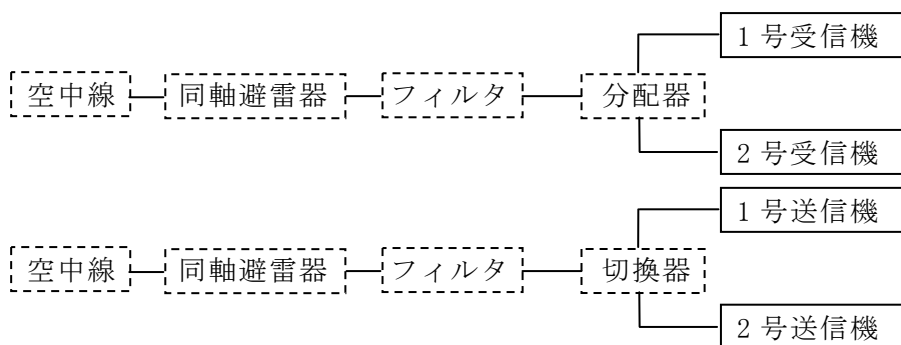 1号受信機
空中線 同軸避雷器 フィルタ 分配器
2号受信機
1号送信機
空中線 同軸避雷器 フィルタ 切換器
2号送信機